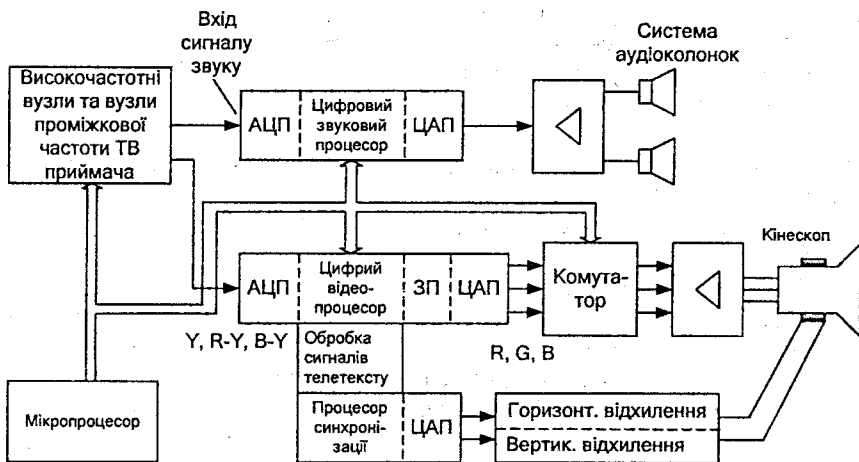 Вхід
сигналу
звуку
Система
аудіоколонок
Високочастотні
вузли та вузли
проміжкової
частоти ТВ
приймача
АЦП
Цифровий
звуковий
процесор
ЦАП
АЦП
Цифрий
відео-
процесор
ЗП
ЦАП
Комута-
тор
Кінескоп
Y, R-Y, B-Y
Обробка
сигналів
телетексту
R, G, B
Мікропроцесор
Процесор
синхроні-
зації
ЦАП
Горизонт. відхилення
Вертик. відхилення